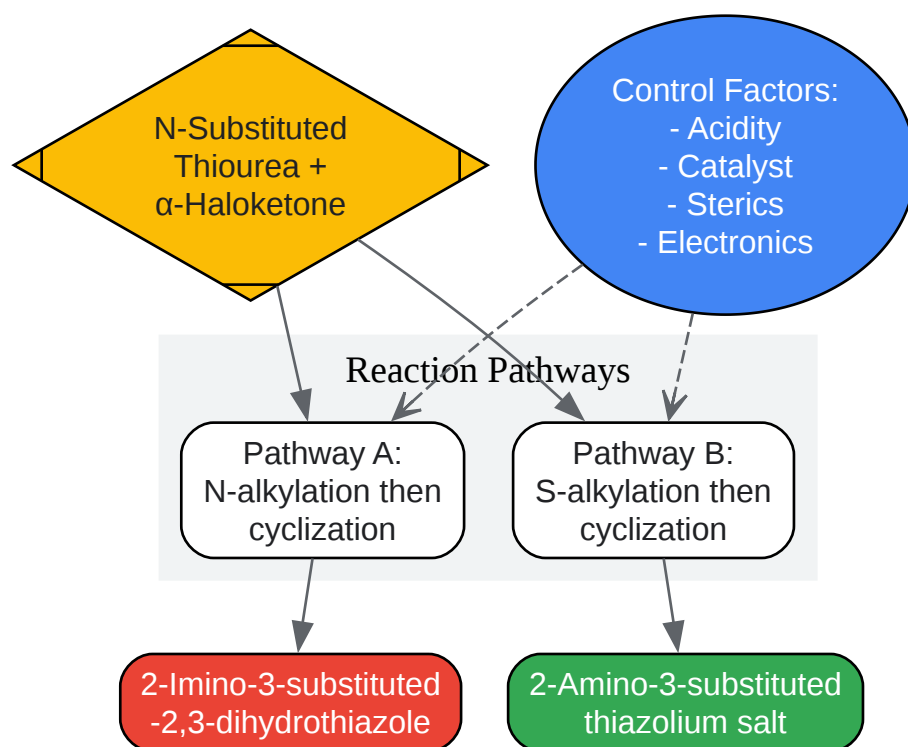 N-Substituted
Thiourea +
α-Haloketone
Control Factors:
- Acidity
- Catalyst
- Sterics
- Electronics
Reaction Pathways
Pathway A:
N-alkylation then
cyclization
Pathway B:
S-alkylation then
cyclization
2-Imino-3-substituted
-2,3-dihydrothiazole
2-Amino-3-substituted
thiazolium salt